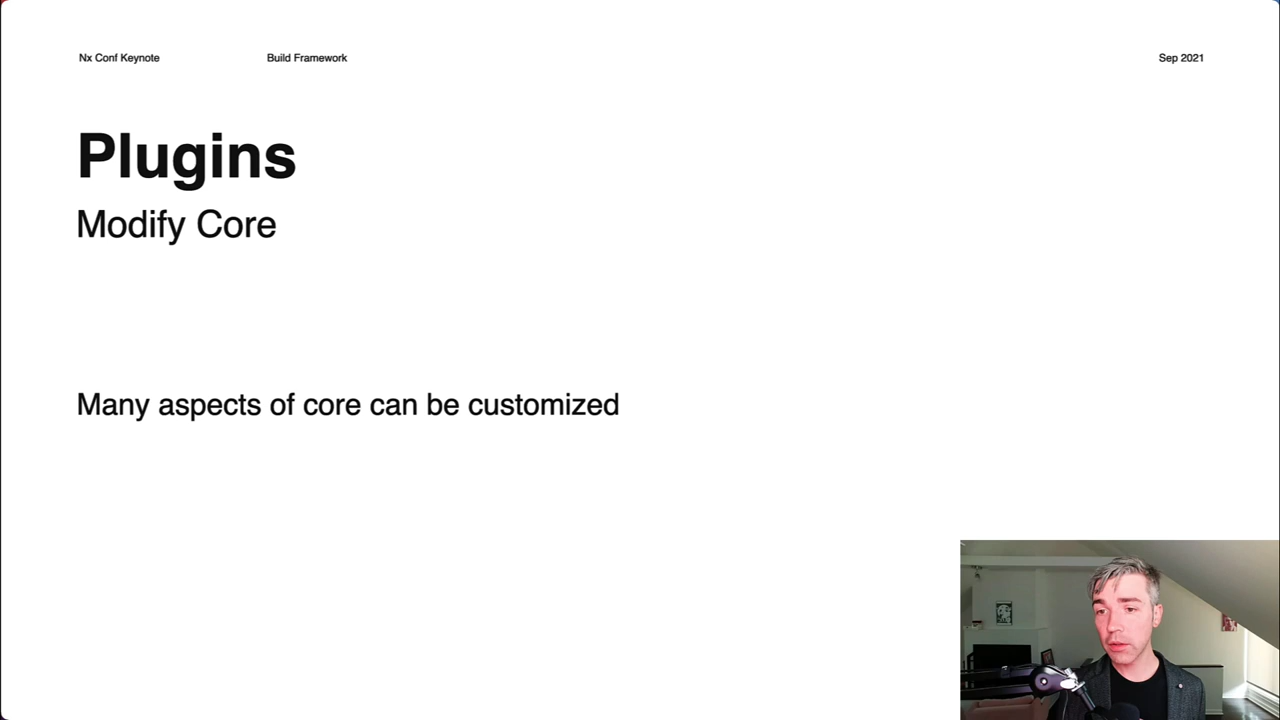 Nx Conf Keynote
Build Framework
Sep 2021
Plugins
Modify Core
Many aspects of core can be customized